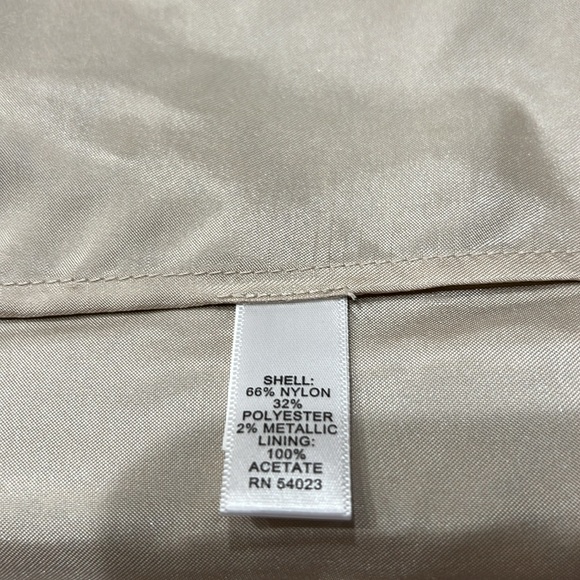 SHELL:
66% NYLON
32%
POLYESTER
2% METALLIC
LINING:
100%
ACETATE
RN 54023